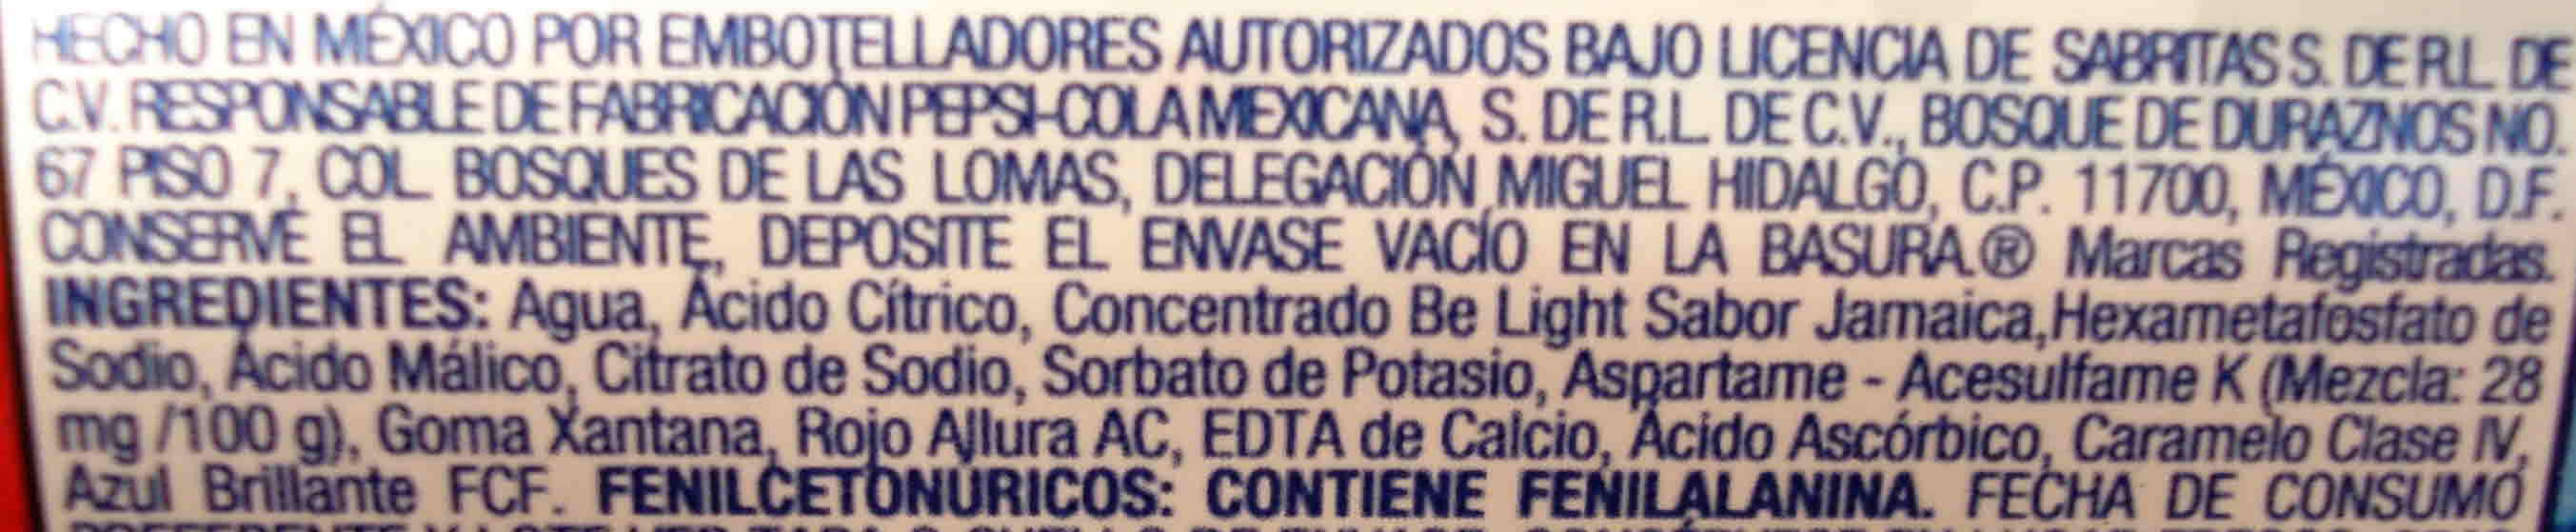 HECHO EN MÉXICO POR EMBOTELLADORES AUTORIZADOS BAJO LICENCIA DE SABRITAS S. DE R.L. DE
C.V. RESPONSABLE DE FABRICACIÓN PEPSI-COLA MEXICANA, S. DE R.L. DE C.V., BOSQUE DE DURAZNOS NO.
67 PISO 7, COL. BOSQUES DE LAS LOMAS, DELEGACIÓN MIGUEL HIDALGO, C.P. 11700, MÉXICO, D.F.
CONSERVE EL AMBIENTE, DEPOSITE EL ENVASE VACÍO EN LA BASURA.® Marcas Registradas.
INGREDIENTES: Agua, Ácido Cítrico, Concentrado Be Light Sabor Jamaica,Hexametafosfato de
Sodio, Ácido Málico, Citrato de Sodio, Sorbato de Potasio, Aspartame - Acesulfame K (Mezcla: 28
mg /100 g), Goma Xantana, Rojo Allura AC, EDTA de Calcio, Ácido Ascórbico, Caramelo Clase IV,
Azul Brillante FCF. FENILCETONÚRICOS: CONTIENE FENILALANINA. FECHA DE CONSUMO